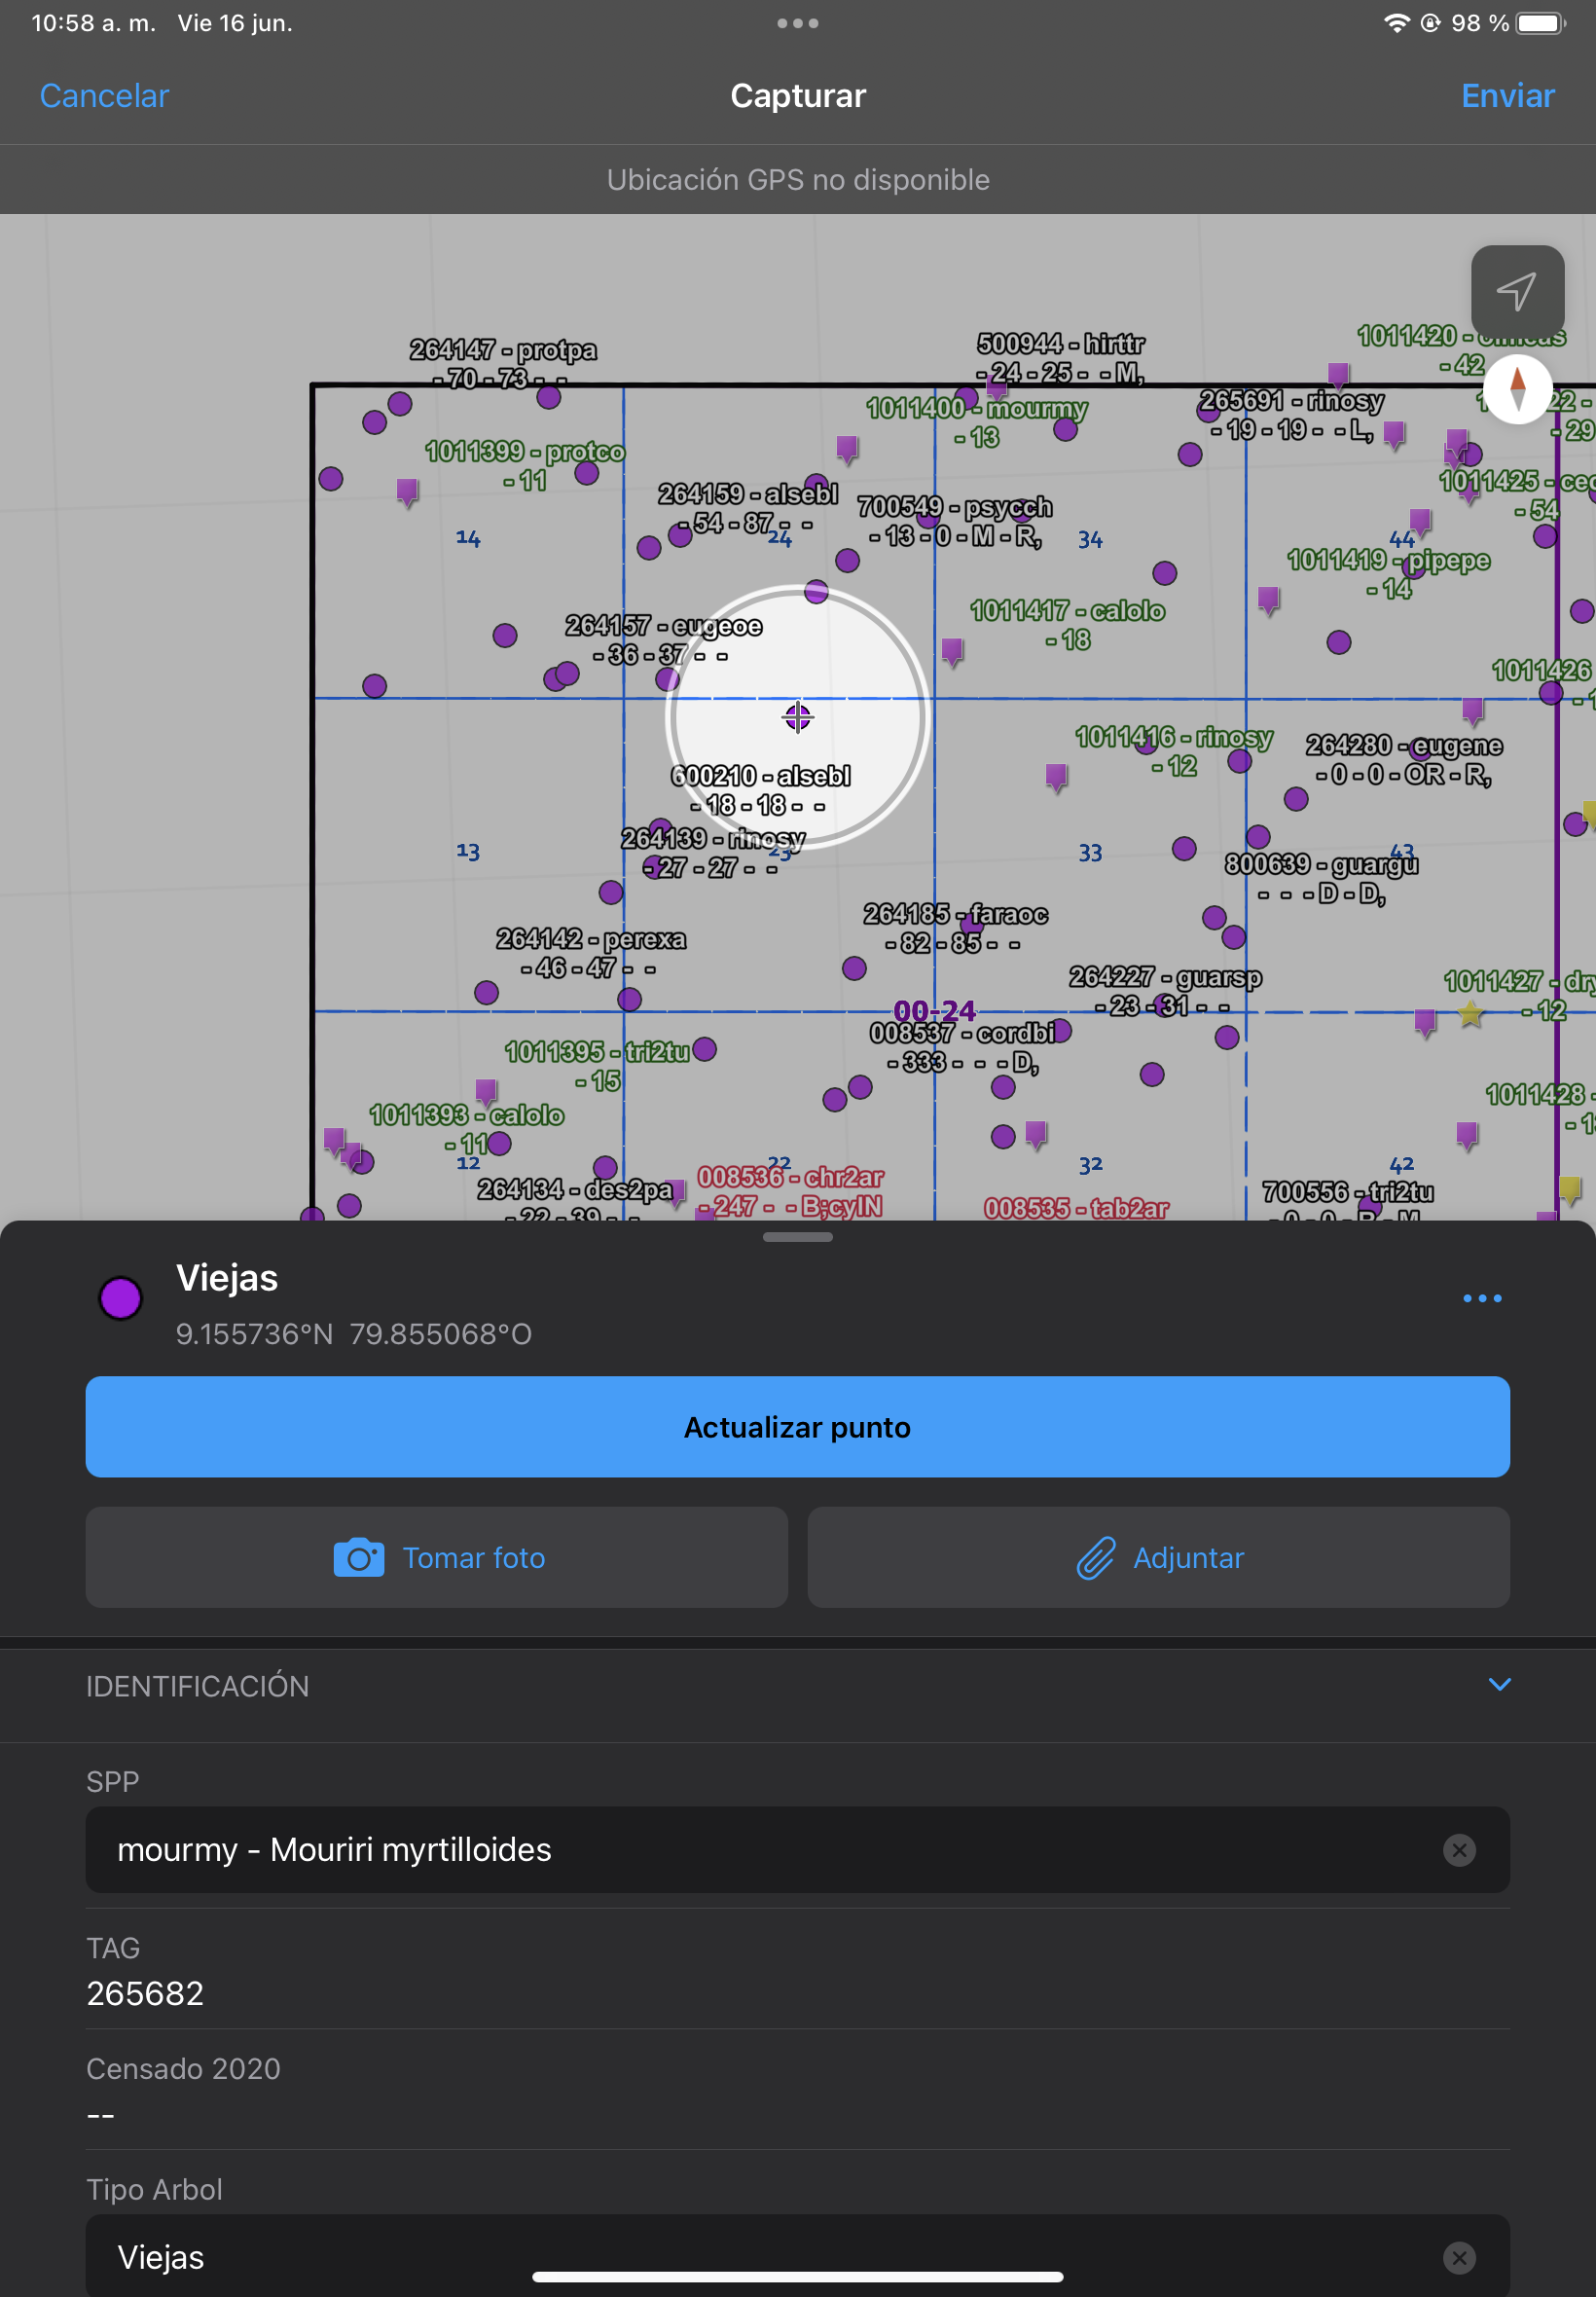 10:58 a. m. Vie 16 jun.
98 %
Cancelar
Capturar
Enviar
Ubicación GPS no disponible
264147 - protpa
- 70 - 73 - -
500944 - hirttr
- 24 - 25 - - M,
1011420 -
- 42
1011400 - mourmy
- 13
265691 - rinosy
- 19 - 19 - - L,
- 29
1011399 - protco
- 11
264159 - alsebl
- 54 - 87 - -
700549 - psycch
- 13 - 0 - M - R,
1011425 - cec
- 54
14
24
34
44
1011419 - pipepe
- 14
264157 - eugeoe
- 36 - 37 - -
1011417 - calolo
- 18
1011426
1011416 - rinosy
- 12
264280 - eugene
- 0 - 0 - OR - R,
600210 - alsebl
- 18 - 18 - -
264139 - rinosy
- 27 - 27 - -
13
23
33
43
800639 - guargu
- - - D - D,
264185 - faraoc
- 82 - 85 - -
264142 - perexa
- 46 - 47 - -
264227 - guarsp
- 23 - 31 - -
1011427 - dry
- 12
00-24
008537 - cordbi
- 333 - - - D,
1011395 - tri2tu
- 15
1011428 -
1011393 - calolo
- 11
12
22
32
42
008536 - chr2ar
- 247 - - B;cylN
264134 - des2pa
- 22 - 39 - -
008535 - tab2ar
700556 - tri2tu
- 0 - 0 - R - M
Viejas
9.155736°N 79.855068°O
Actualizar punto
Tomar foto
Adjuntar
IDENTIFICACIÓN
SPP
mourmy - Mouriri myrtilloides
TAG
265682
Censado 2020
--
Tipo Arbol
Viejas